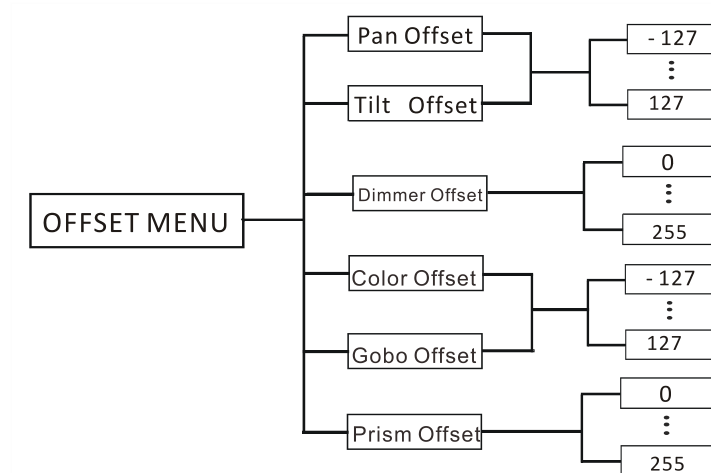 OFFSET MENU
Pan Offset
Tilt Offset
- 127
127
Dimmer Offset
0
255
Color Offset
Gobo Offset
- 127
127
Prism Offset
0
255